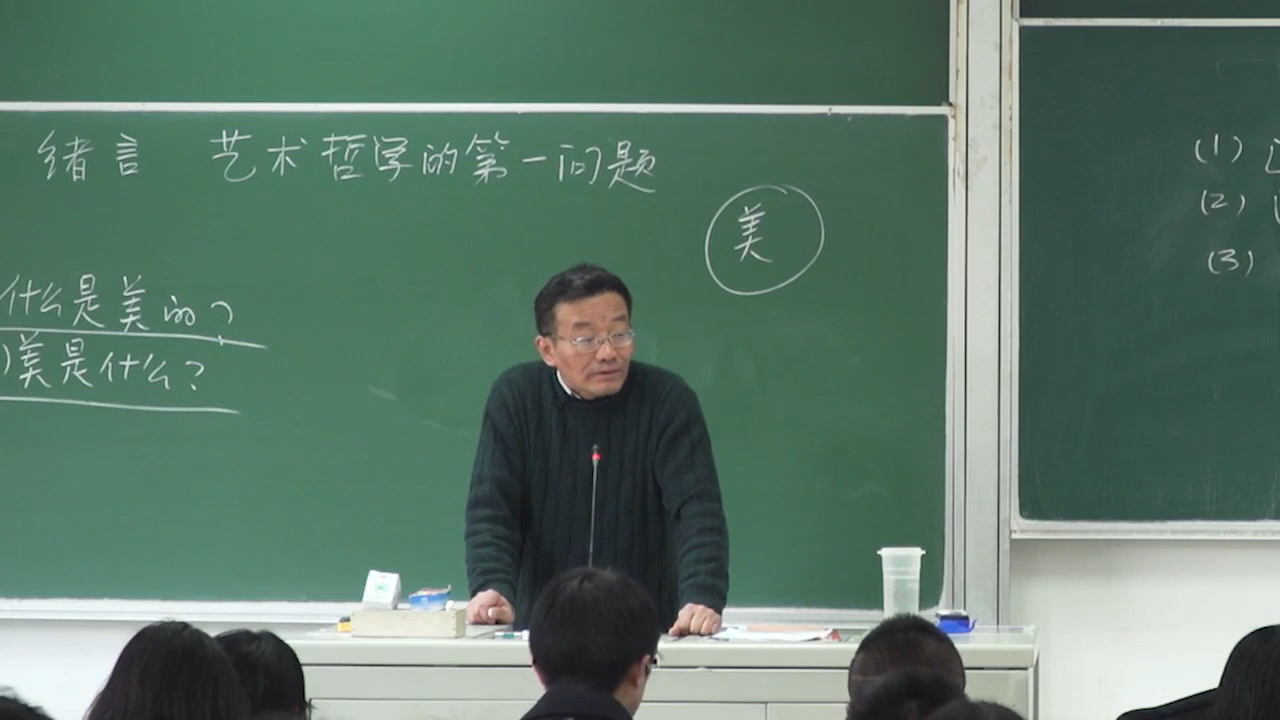 绪言 艺术哲学的第一问题
美
什么是美的?
)美是什么?
(1)
(2)
(3)